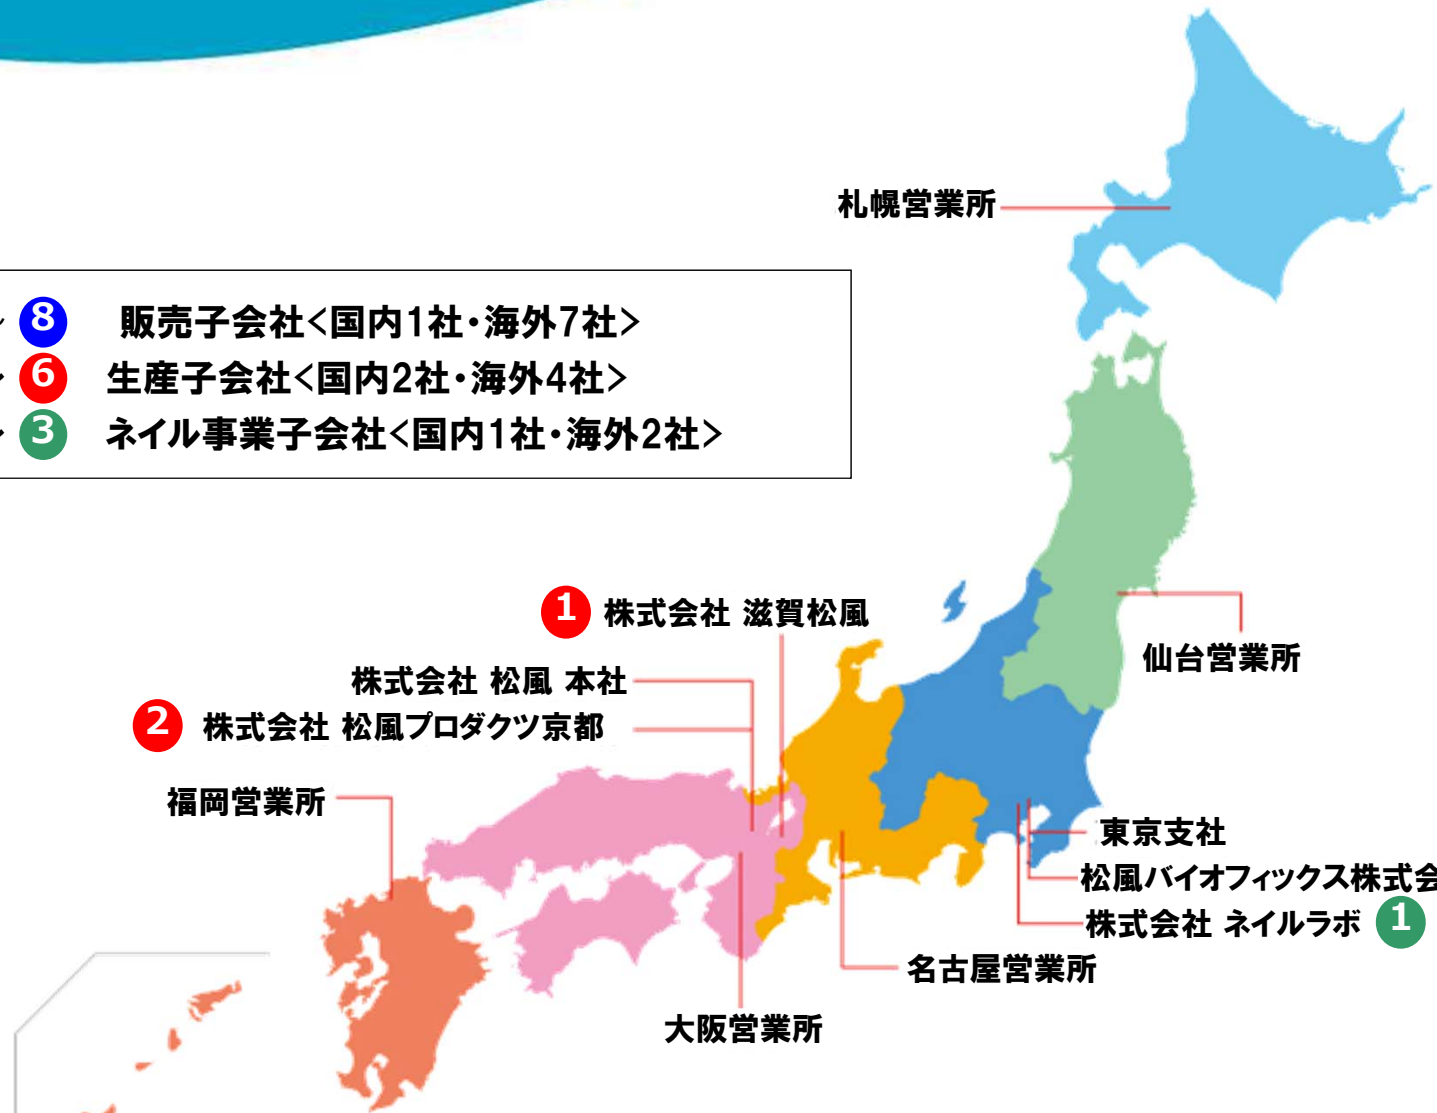 札幌営業所
～ 8 販売子会社<国内1社・海外7社>
～ 6 生産子会社<国内2社・海外4社>
～ 3 ネイル事業子会社<国内1社・海外2社>
1 株式会社 滋賀松風
仙台営業所
株式会社 松風 本社
2 株式会社 松風プロダクツ京都
福岡営業所
東京支社
松風バイオフィックス株式会
株式会社 ネイルラボ 1
名古屋営業所
大阪営業所